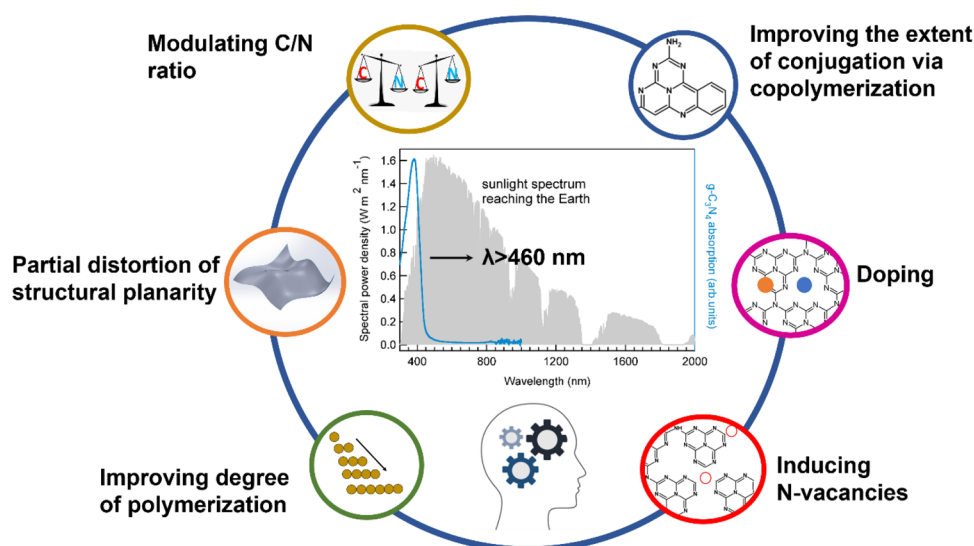 Modulating C/N
ratio
C N C N
NH₂
N N
N N
N
Improving the extent
of conjugation via
copolymerization
Partial distortion of
structural planarity
Spectral power density (W m⁻² nm⁻¹)
1.6
1.4
1.2
1.0
0.8
0.6
0.4
0.2
0.0
sunlight spectrum
reaching the Earth
λ>460 nm
400 800 1200 1600 2000
Wavelength (nm)
g-C₃N₄ absorption (arb.units)
Doping
Improving degree
of polymerization
Inducing
N-vacancies